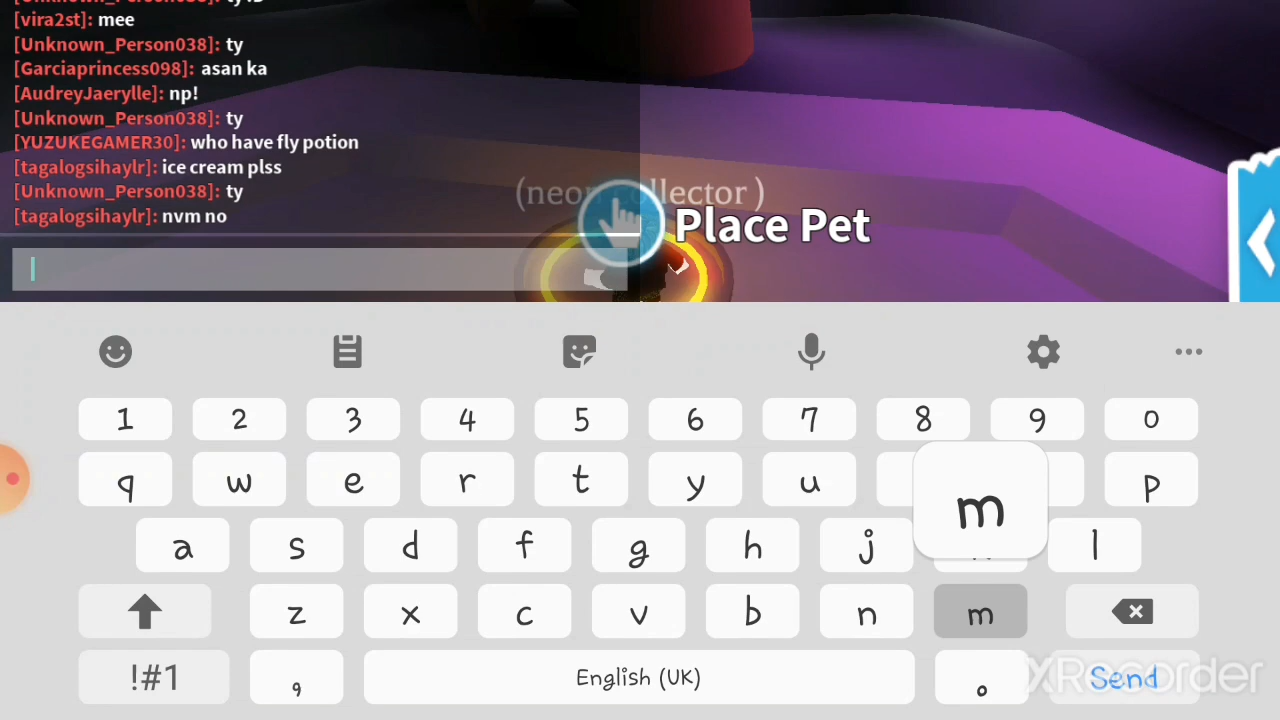 [vira2st]: mee
[Unknown_Person038]: ty
[Garciaprincess098]: asan ka
[AudreyJaerylle]: np!
[Unknown_Person038]: ty
[YUZUKEGAMER30]: who have fly potion
[tagalogsihaylr]: ice cream plss
[Unknown_Person038]: ty
[tagalogsihaylr]: nvm no
(neon collector )
Place Pet
1 2 3 4 5 6 7 8 9 0
q w e r t y u p
m
a s d f g h j l
z x c v b n m
!#1 , English (UK) . Send
XRecorder